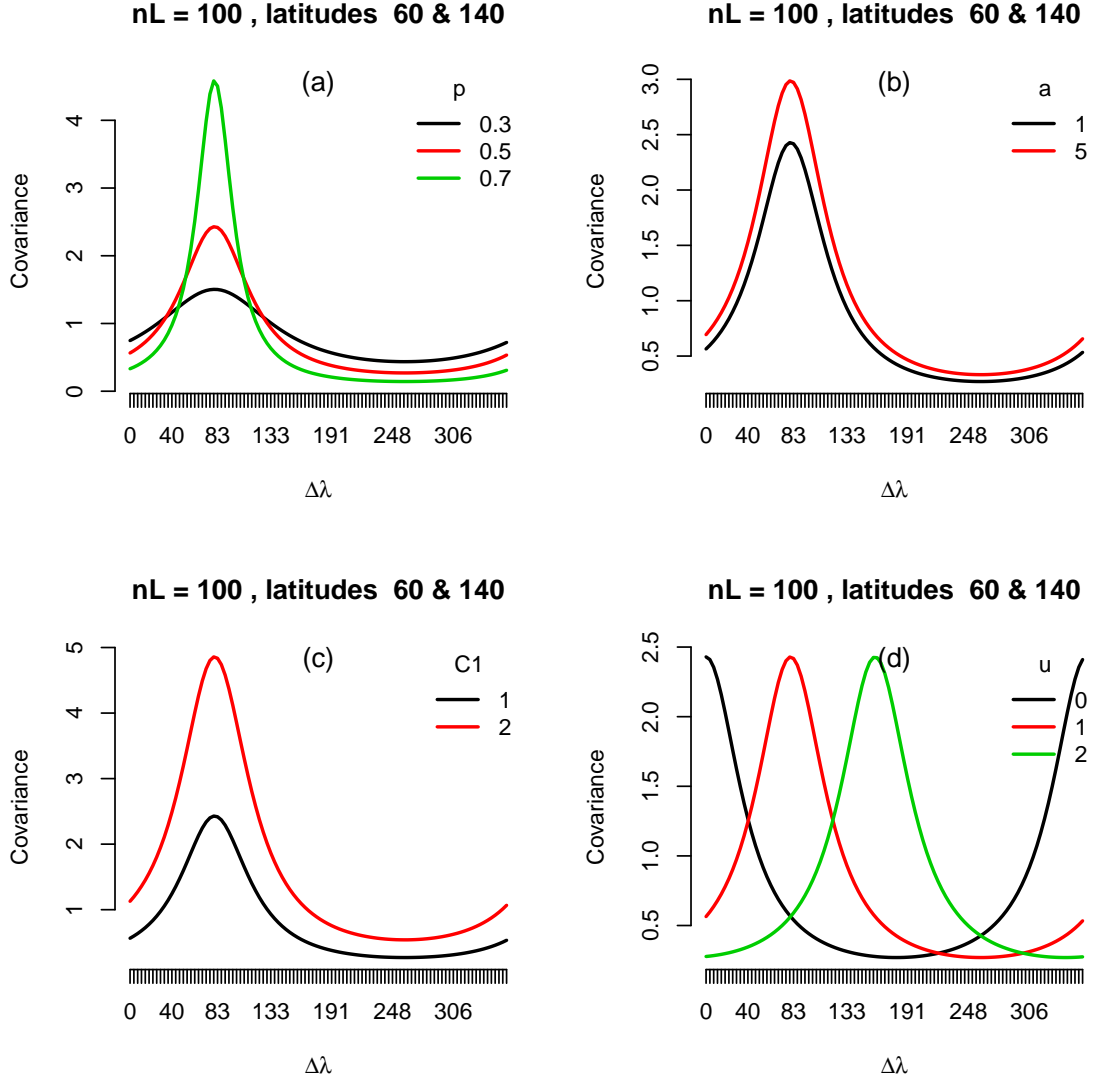 nL = 100 , latitudes 60 & 140
(a)
p
0.3
0.5
0.7
Covariance
4
3
2
1
0
0 40 83 133 191 248 306
Δλ
nL = 100 , latitudes 60 & 140
(b)
a
1
5
Covariance
3.0
2.5
2.0
1.5
1.0
0.5
0 40 83 133 191 248 306
Δλ
nL = 100 , latitudes 60 & 140
(c)
C1
1
2
Covariance
5
4
3
2
1
0 40 83 133 191 248 306
Δλ
nL = 100 , latitudes 60 & 140
(d)
u
0
1
2
Covariance
2.5
2.0
1.5
1.0
0.5
0 40 83 133 191 248 306
Δλ